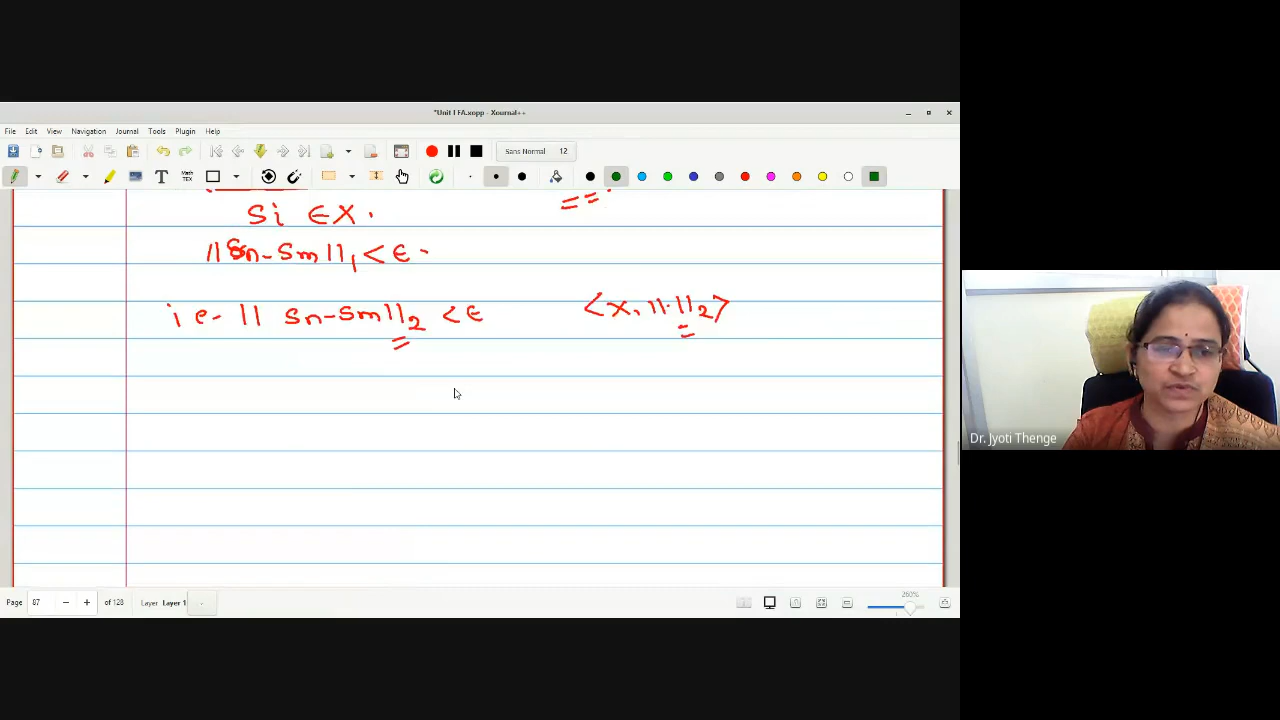 *Unit I FA.xopp - Xournal++
File Edit View Navigation Journal Tools Plugin Help
Sans Normal 12
Si ∈ X.
||Sn-Sm||₁ < ε.
i.e. || Sn-Sm||₂ < ε <X, ||.||₂>
Dr. Jyoti Thenge
Page 87 of 128 Layer Layer 1
260%